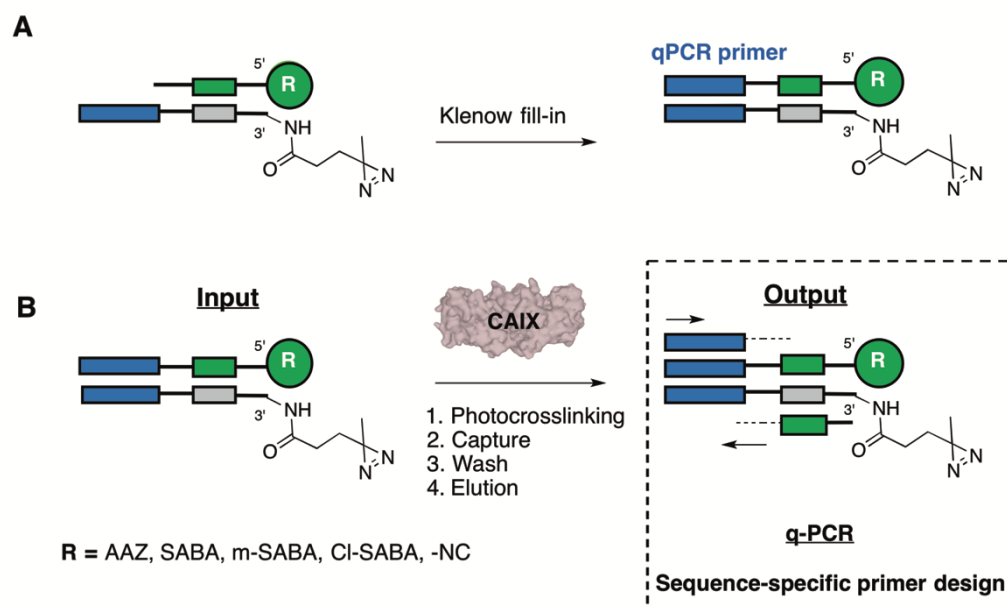 A
5'
R
3'
NH
O
N
N
Klenow fill-in
qPCR primer
5'
R
3'
NH
O
N
N
B
Input
5'
R
3'
NH
O
N
N
CAIX
1. Photocrosslinking
2. Capture
3. Wash
4. Elution
Output
5'
R
3'
NH
O
N
N
q-PCR
Sequence-specific primer design
R = AAZ, SABA, m-SABA, Cl-SABA, -NC